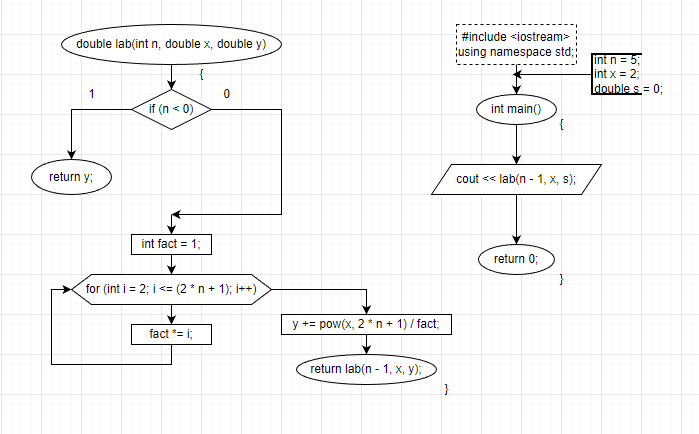 double lab(int n, double x, double y)
{
1
0
if (n < 0)
return y;
int fact = 1;
for (int i = 2; i <= (2 * n + 1); i++)
fact *= i;
y += pow(x, 2 * n + 1) / fact;
return lab(n - 1, x, y);
}
#include <iostream>
using namespace std;
int n = 5;
int x = 2;
double s = 0;
int main()
{
cout << lab(n - 1, x, s);
return 0;
}